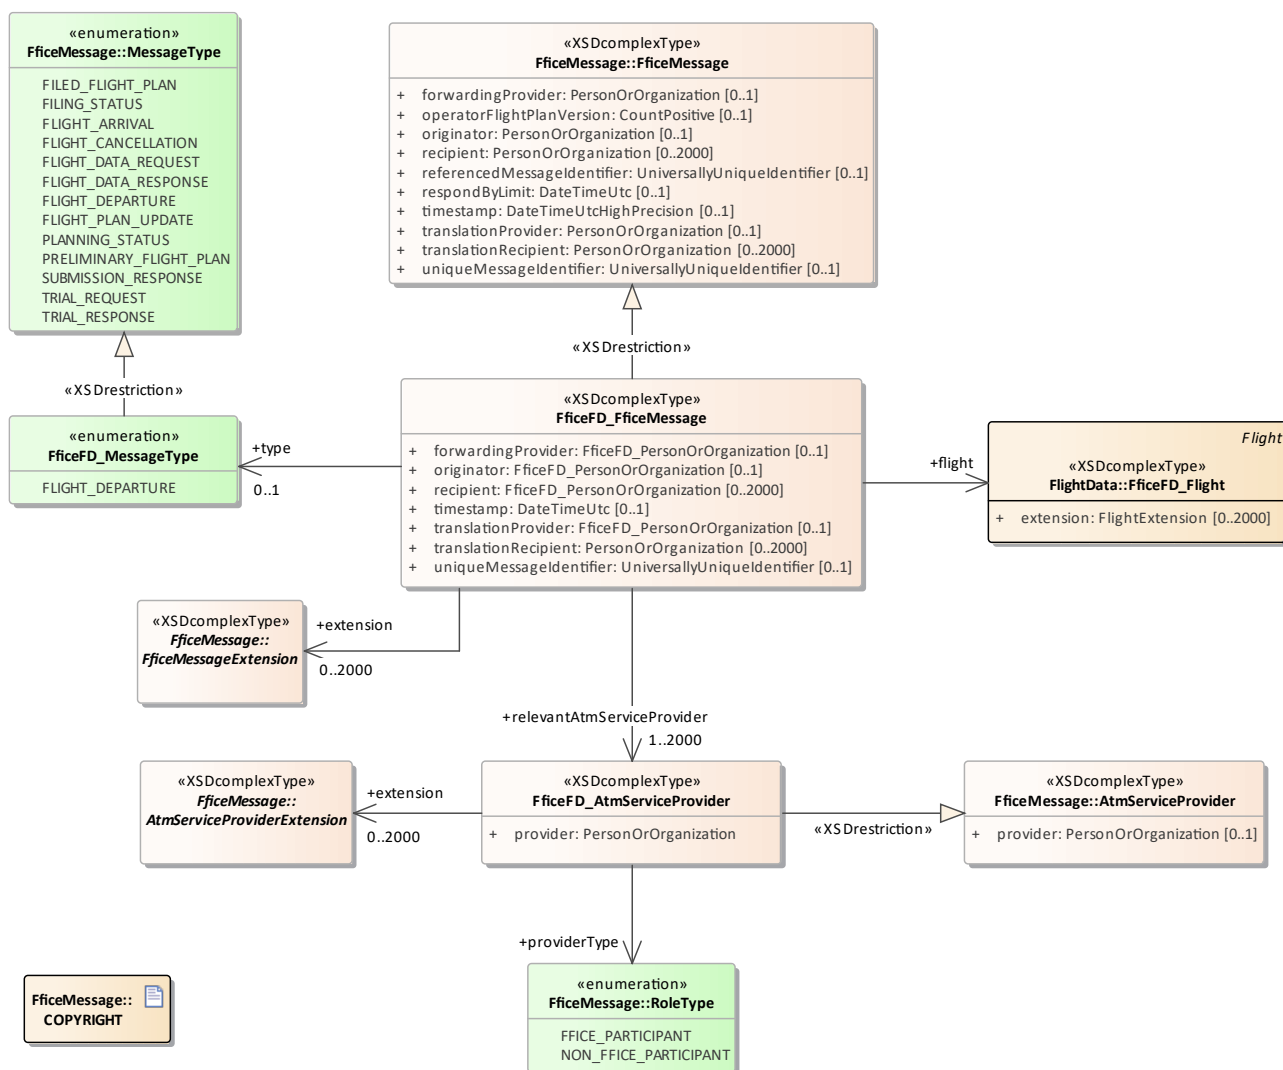 «enumeration»
FficeMessage::MessageType
FILED_FLIGHT_PLAN
FILING_STATUS
FLIGHT_ARRIVAL
FLIGHT_CANCELLATION
FLIGHT_DATA_REQUEST
FLIGHT_DATA_RESPONSE
FLIGHT_DEPARTURE
FLIGHT_PLAN_UPDATE
PLANNING_STATUS
PRELIMINARY_FLIGHT_PLAN
SUBMISSION_RESPONSE
TRIAL_REQUEST
TRIAL_RESPONSE
«XSDcomplexType»
FficeMessage::FficeMessage
+ forwardingProvider: PersonOrOrganization [0..1]
+ operatorFlightPlanVersion: CountPositive [0..1]
+ originator: PersonOrOrganization [0..1]
+ recipient: PersonOrOrganization [0..2000]
+ referencedMessageIdentifier: UniversallyUniqueIdentifier [0..1]
+ respondByLimit: DateTimeUtc [0..1]
+ timestamp: DateTimeUtcHighPrecision [0..1]
+ translationProvider: PersonOrOrganization [0..1]
+ translationRecipient: PersonOrOrganization [0..2000]
+ uniqueMessageIdentifier: UniversallyUniqueIdentifier [0..1]
«XSDrestriction»
«XSDrestriction»
«enumeration»
FficeFD_MessageType
FLIGHT_DEPARTURE
+type
0..1
«XSDcomplexType»
FficeFD_FficeMessage
+ forwardingProvider: FficeFD_PersonOrOrganization [0..1]
+ originator: FficeFD_PersonOrOrganization [0..1]
+ recipient: FficeFD_PersonOrOrganization [0..2000]
+ timestamp: DateTimeUtc [0..1]
+ translationProvider: FficeFD_PersonOrOrganization [0..1]
+ translationRecipient: PersonOrOrganization [0..2000]
+ uniqueMessageIdentifier: UniversallyUniqueIdentifier [0..1]
+flight
Flight
«XSDcomplexType»
FlightData::FficeFD_Flight
+ extension: FlightExtension [0..2000]
«XSDcomplexType»
FficeMessage::
FficeMessageExtension
+extension
0..2000
+relevantAtmServiceProvider
1..2000
«XSDcomplexType»
FficeMessage::
AtmServiceProviderExtension
+extension
0..2000
«XSDcomplexType»
FficeFD_AtmServiceProvider
+ provider: PersonOrOrganization
«XSDrestriction»
«XSDcomplexType»
FficeMessage::AtmServiceProvider
+ provider: PersonOrOrganization [0..1]
+providerType
«enumeration»
FficeMessage::RoleType
FFICE_PARTICIPANT
NON_FFICE_PARTICIPANT
FficeMessage::
COPYRIGHT